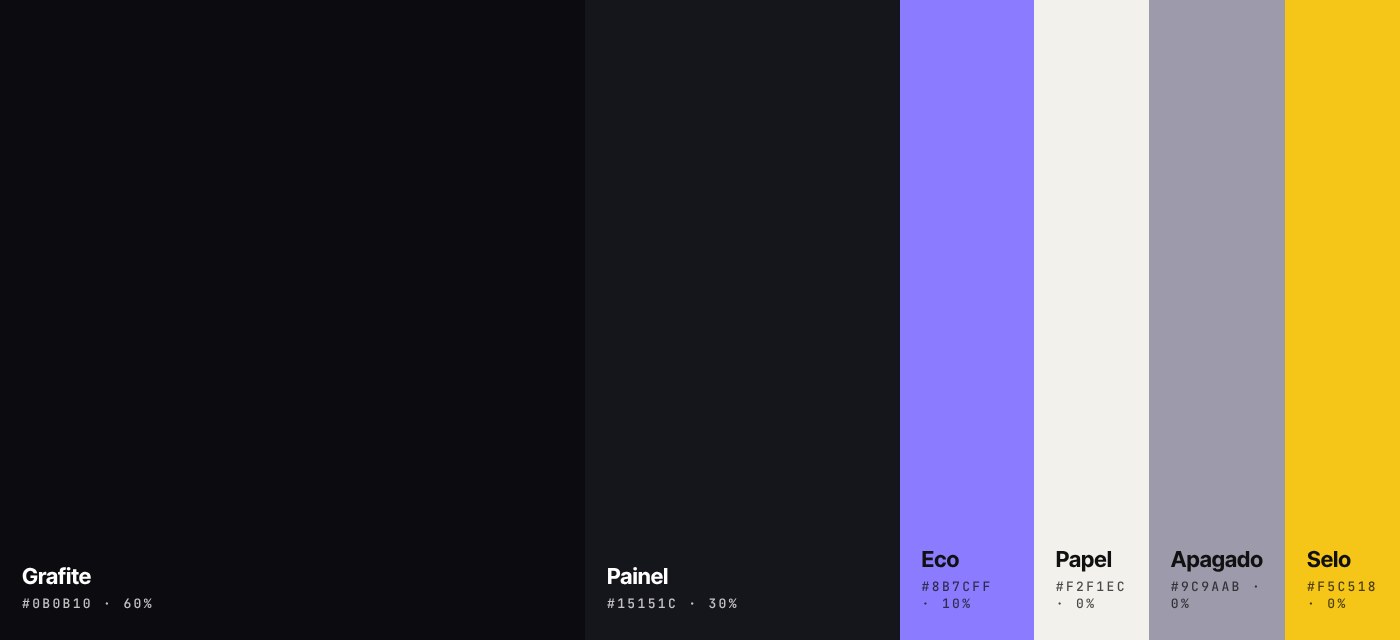 Grafite
#0B0B10 · 60%
Painel
#15151C · 30%
Eco
#8B7CFF
· 10%
Papel
#F2F1EC
· 0%
Apagado
#9C9AAB ·
0%
Selo
#F5C518
· 0%